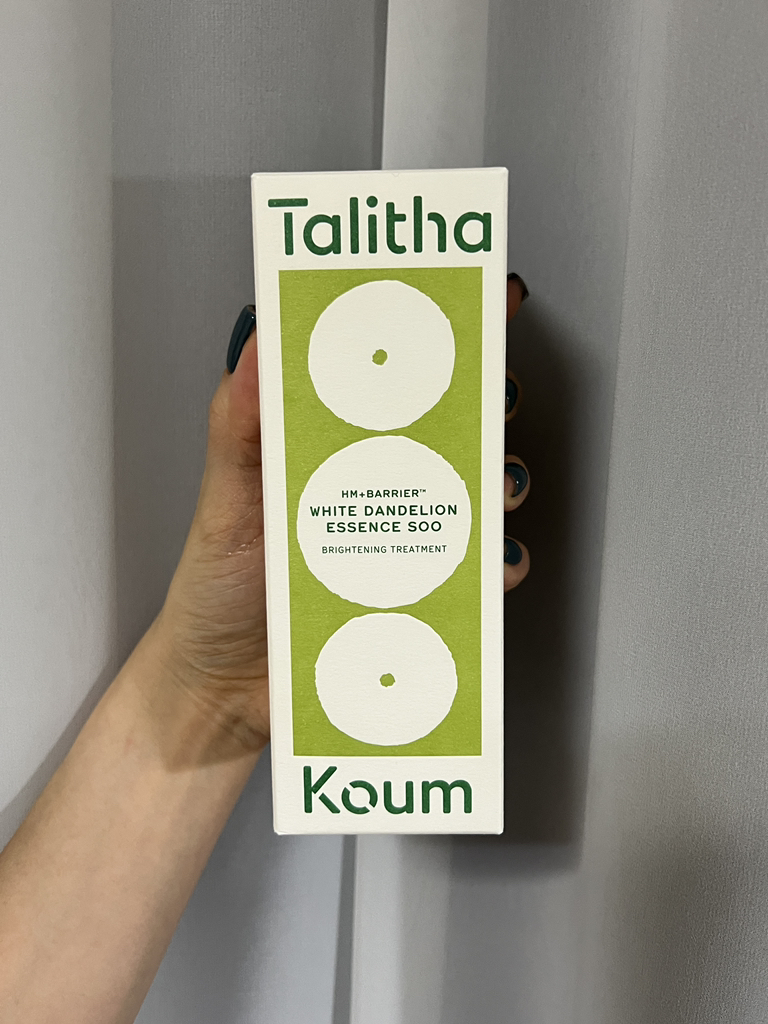 Talitha
HM+BARRIER™
WHITE DANDELION
ESSENCE SOO
BRIGHTENING TREATMENT
Koum